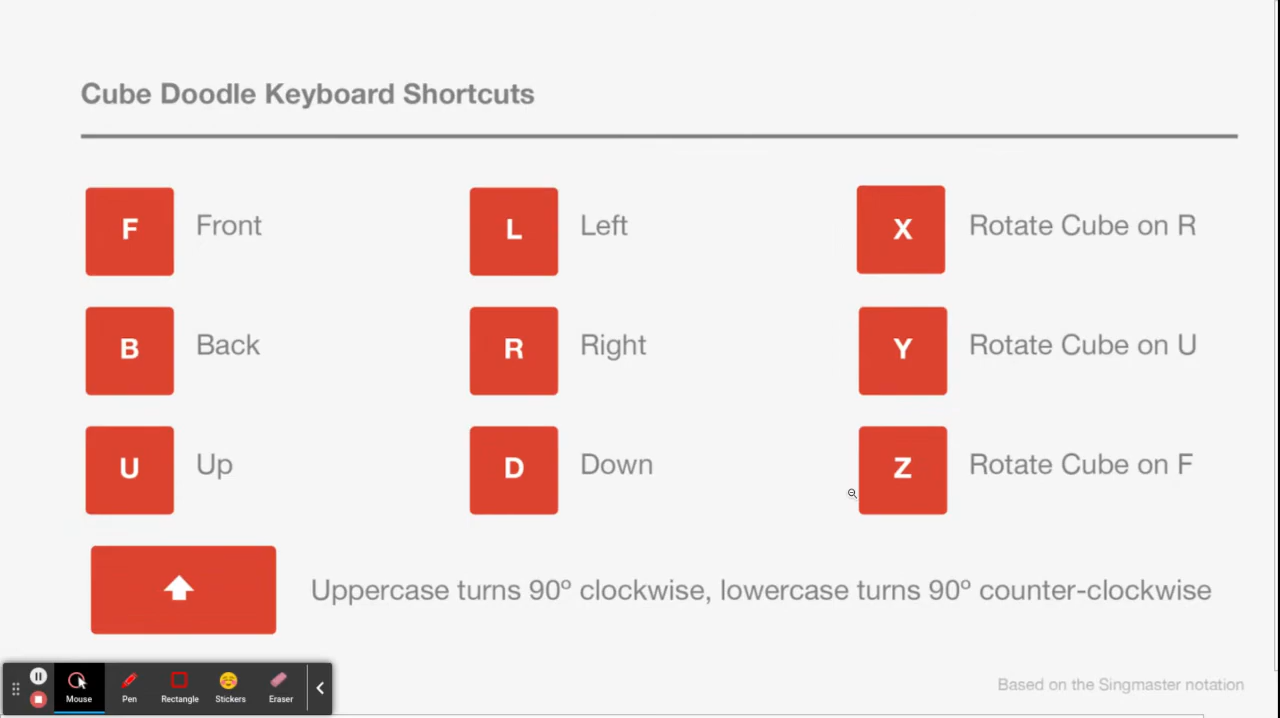 Cube Doodle Keyboard Shortcuts
F Front L Left X Rotate Cube on R
B Back R Right Y Rotate Cube on U
U Up D Down Z Rotate Cube on F
Uppercase turns 90º clockwise, lowercase turns 90º counter-clockwise
Based on the Singmaster notation
Mouse Pen Rectangle Stickers Eraser